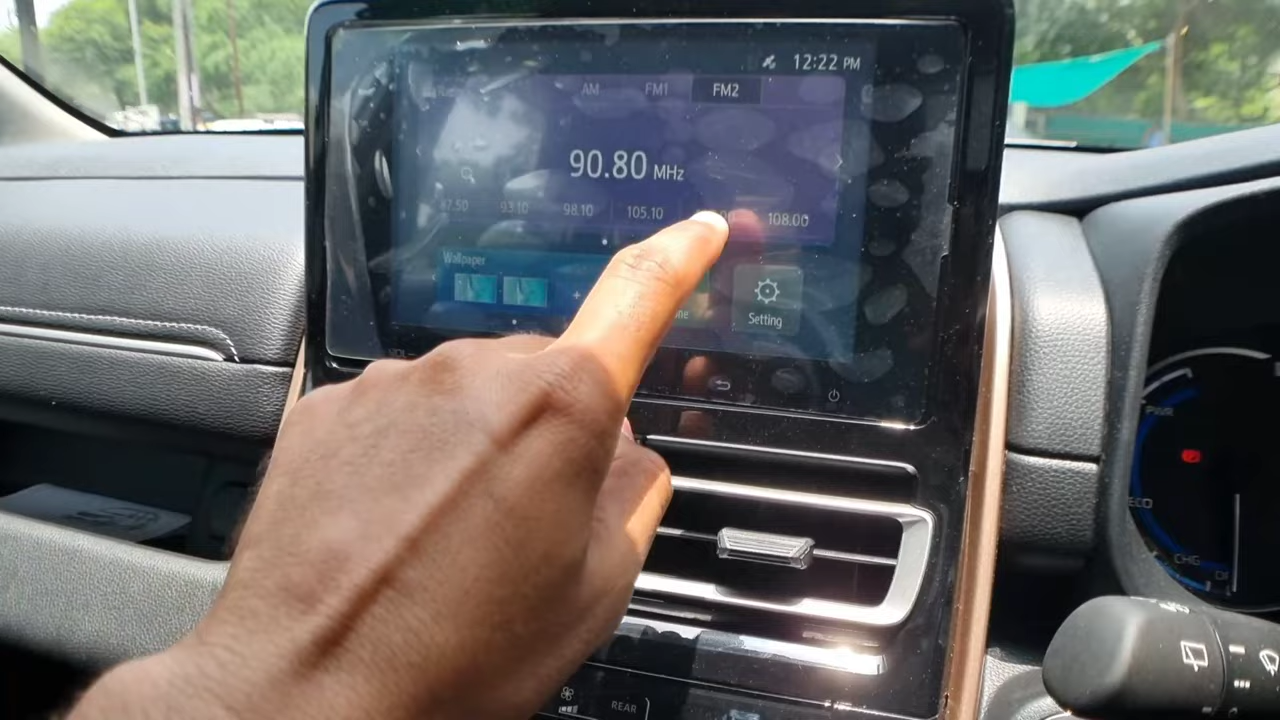 12:22 PM
AM FM1 FM2
90.80 MHz
87.50 93.10 98.10 105.10 108.00
Wallpaper
Setting
PWR
ECO
CHG
REAR